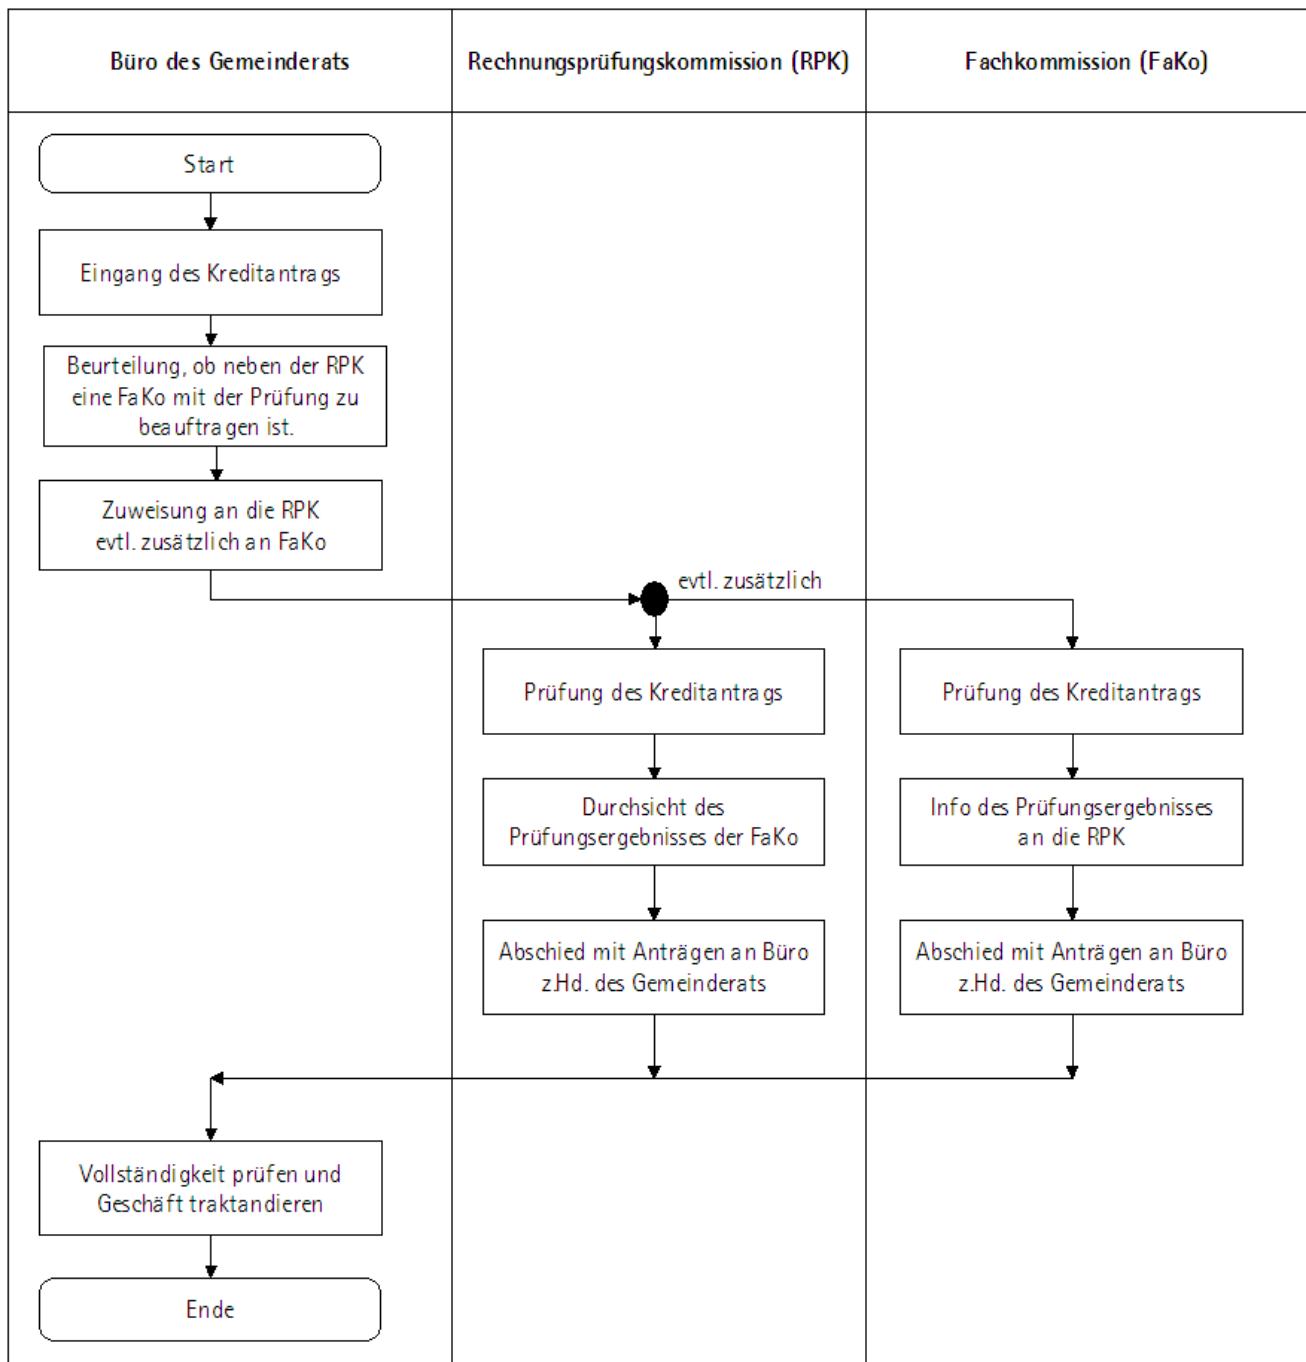 Büro des Gemeinderats
Rechnungsprüfungskommission (RPK)
Fachkommission (FaKo)
Start
Eingang des Kreditantrags
Beurteilung, ob neben der RPK
eine FaKo mit der Prüfung zu
beauftragen ist.
Zuweisung an die RPK
evtl. zusätzlich an FaKo
evtl. zusätzlich
Prüfung des Kreditantrags
Prüfung des Kreditantrags
Durchsicht des
Prüfungsergebnisses der FaKo
Info des Prüfungsergebnisses
an die RPK
Abschied mit Anträgen an Büro
z.Hd. des Gemeinderats
Abschied mit Anträgen an Büro
z.Hd. des Gemeinderats
Vollständigkeit prüfen und
Geschäft traktandieren
Ende